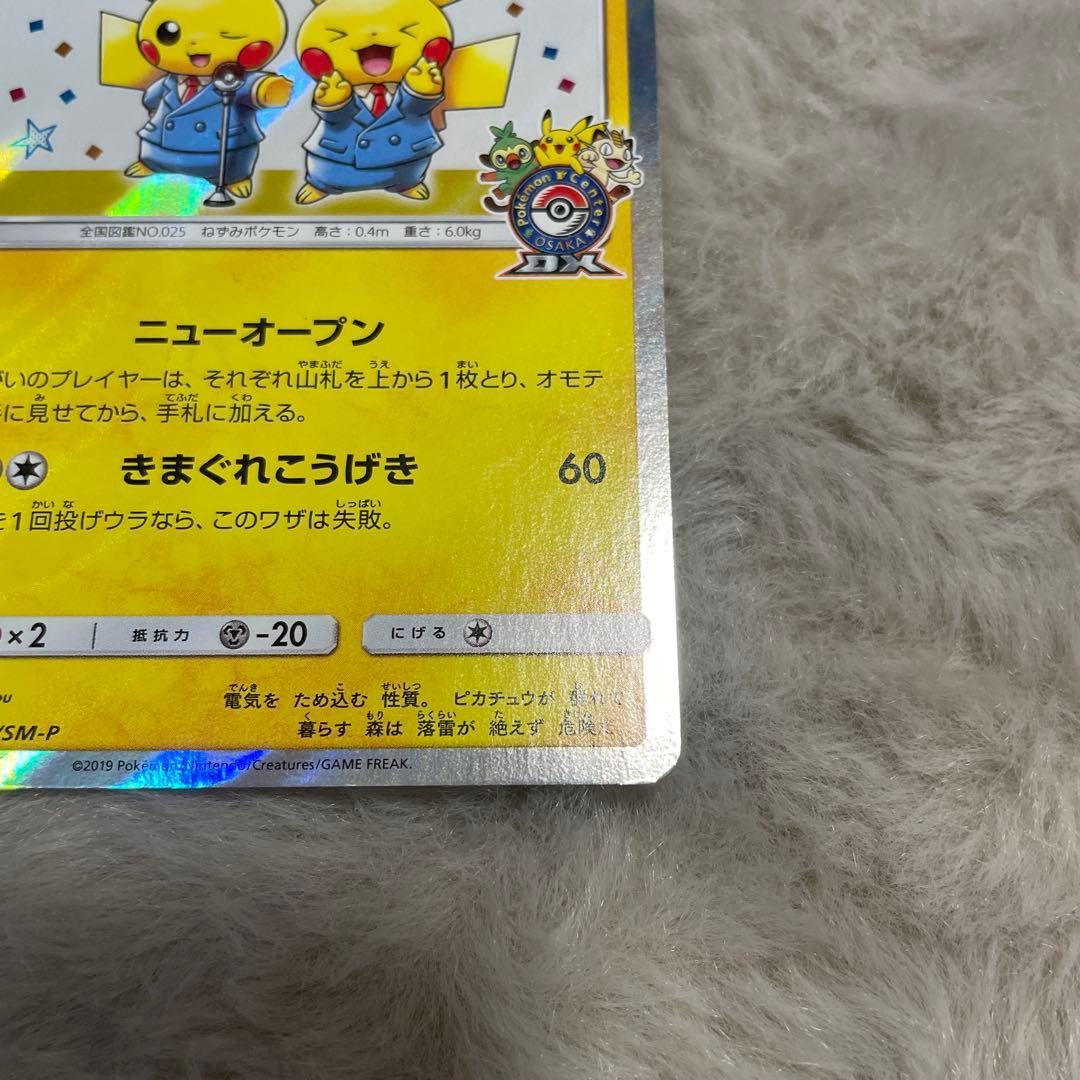 Pokémon Center
OSAKA
DX
全国図鑑NO.025 ねずみポケモン 高さ:0.4m 重さ:6.0kg
ニューオープン
いのプレイヤーは、それぞれ山札を上から1枚とり、オモテ
に見せてから、手札に加える。
きまぐれこうげき 60
1回投げウラなら、このワザは失敗。
×2 抵抗力 -20 にげる
電気を ため込む 性質。 ピカチュウが 群れて
暮らす 森は 落雷が 絶えず 危険だ。
/SM-P
©2019 Pokémon/Nintendo/Creatures/GAME FREAK.